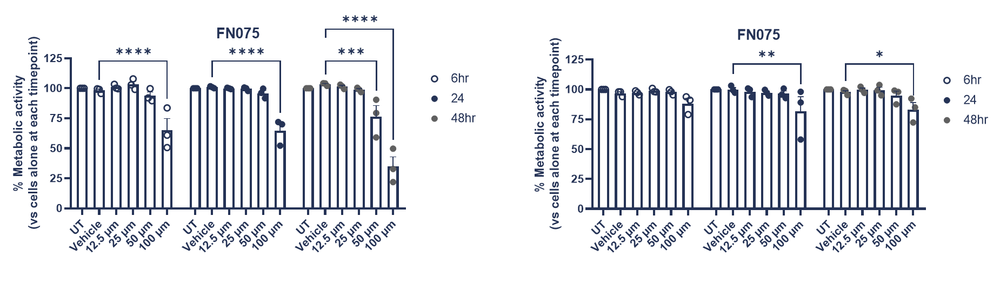 FN075
****
****
****
***
% Metabolic activity
(vs cells alone at each timepoint)
125
100
75
50
25
0
UT
Vehicle
12.5 µm
25 µm
50 µm
100 µm
UT
Vehicle
12.5 µm
25 µm
50 µm
100 µm
UT
Vehicle
12.5 µm
25 µm
50 µm
100 µm
6hr
24
48hr
FN075
**
*
% Metabolic activity
(vs cells alone at each timepoint)
125
100
75
50
25
0
UT
Vehicle
12.5 µm
25 µm
50 µm
100 µm
UT
Vehicle
12.5 µm
25 µm
50 µm
100 µm
UT
Vehicle
12.5 µm
25 µm
50 µm
100 µm
6hr
24
48hr